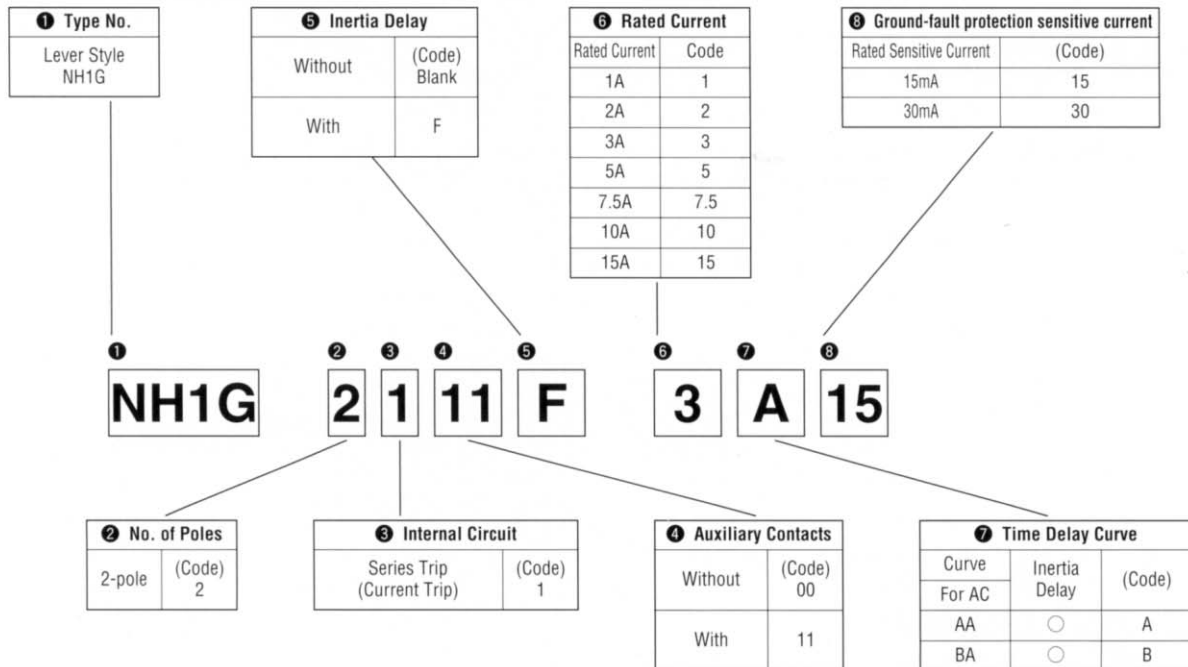 ❶ Type No.
Lever Style
NH1G
❺ Inertia Delay
Without (Code)
Blank
With F
❻ Rated Current
Rated Current Code
1A 1
2A 2
3A 3
5A 5
7.5A 7.5
10A 10
15A 15
❽ Ground-fault protection sensitive current
Rated Sensitive Current (Code)
15mA 15
30mA 30
❶ ❷ ❸ ❹ ❺ ❻ ❼ ❽
NH1G 2 1 11 F 3 A 15
❷ No. of Poles
2-pole (Code)
2
❸ Internal Circuit
Series Trip (Code)
(Current Trip) 1
❹ Auxiliary Contacts
Without (Code)
00
With 11
❼ Time Delay Curve
Curve Inertia (Code)
For AC Delay
AA ○ A
BA ○ B